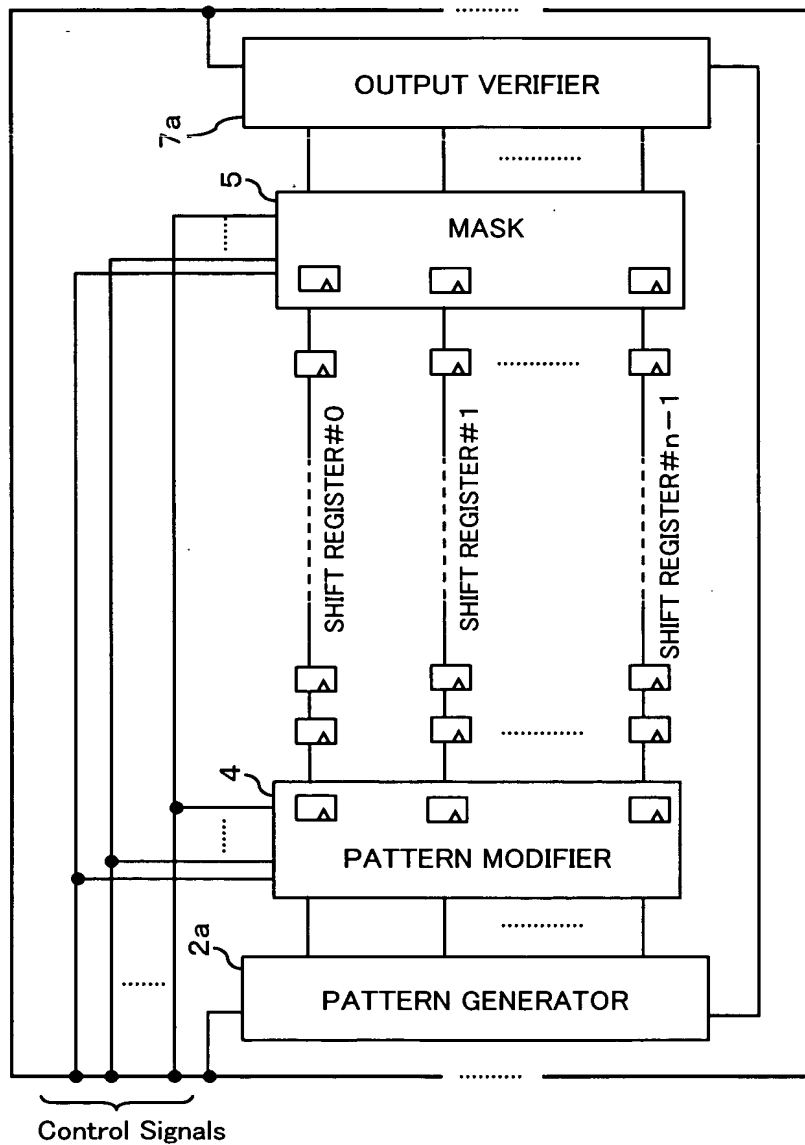 OUTPUT VERIFIER
7a
5
MASK
SHIFT REGISTER#0
SHIFT REGISTER#1
SHIFT REGISTER#n-1
4
PATTERN MODIFIER
2a
PATTERN GENERATOR
Control Signals